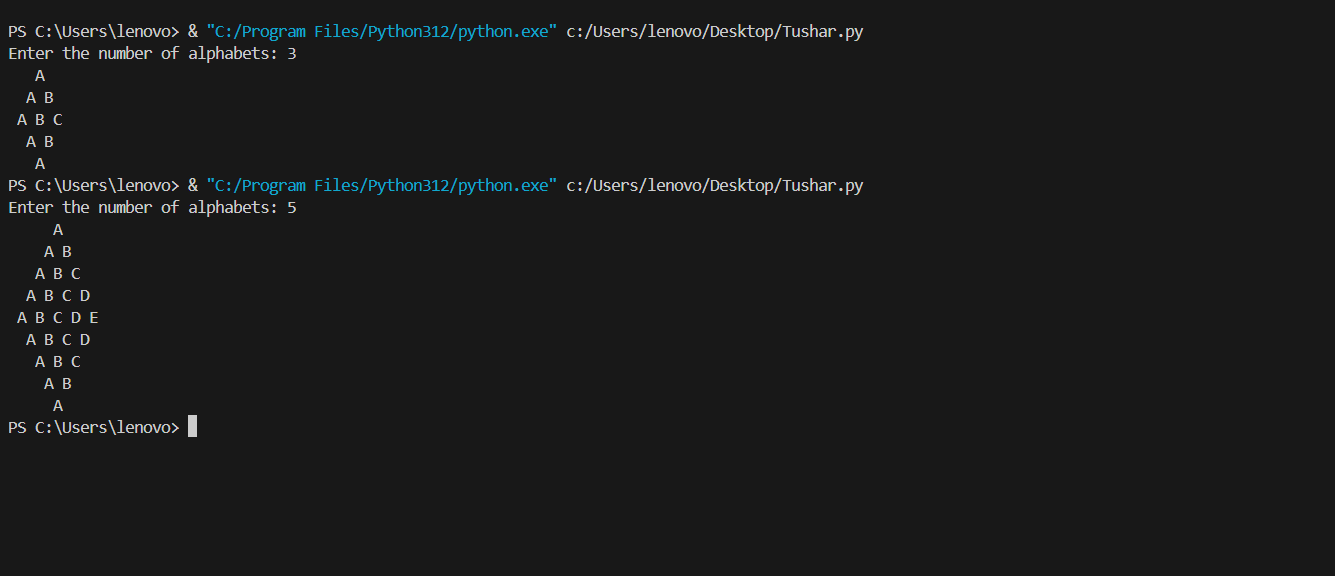 PS C:\Users\lenovo> & "C:/Program Files/Python312/python.exe" c:/Users/lenovo/Desktop/Tushar.py
Enter the number of alphabets: 3
   A
  A B
 A B C
  A B
   A
PS C:\Users\lenovo> & "C:/Program Files/Python312/python.exe" c:/Users/lenovo/Desktop/Tushar.py
Enter the number of alphabets: 5
     A
    A B
   A B C
  A B C D
 A B C D E
  A B C D
   A B C
    A B
     A
PS C:\Users\lenovo>